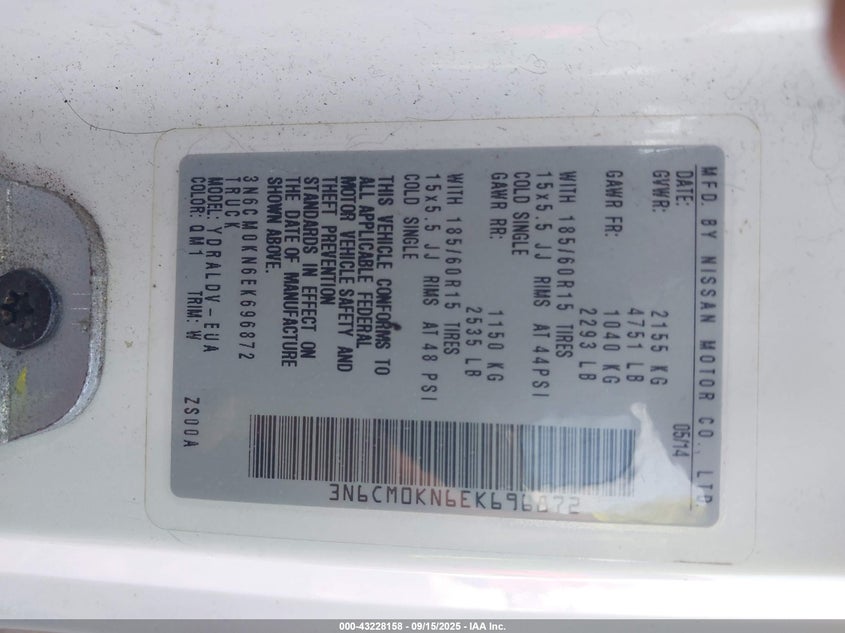 MFD. BY NISSAN MOTOR CO., LTD.
DATE: 05/14
GVWR: 2155 KG
4751 LB
GAWR FR: 1040 KG
2293 LB
WITH 185/60R15 TIRES
15x5.5 JJ RIMS AT 44PSI
COLD SINGLE
GAWR RR: 1150 KG
2535 LB
WITH 185/60R15 TIRES
15x5.5 JJ RIMS AT 48 PSI
COLD SINGLE
THIS VEHICLE CONFORMS TO
ALL APPLICABLE FEDERAL
MOTOR VEHICLE SAFETY AND
THEFT PREVENTION
STANDARDS IN EFFECT ON
THE DATE OF MANUFACTURE
SHOWN ABOVE.
3N6CM0KN6EK696872
TRUCK
MODEL: YDRALDV-EUA
COLOR: QM1 TRIM: W ZS00A
3N6CM0KN6EK696872
000-43228158 - 09/15/2025 - IAA Inc.